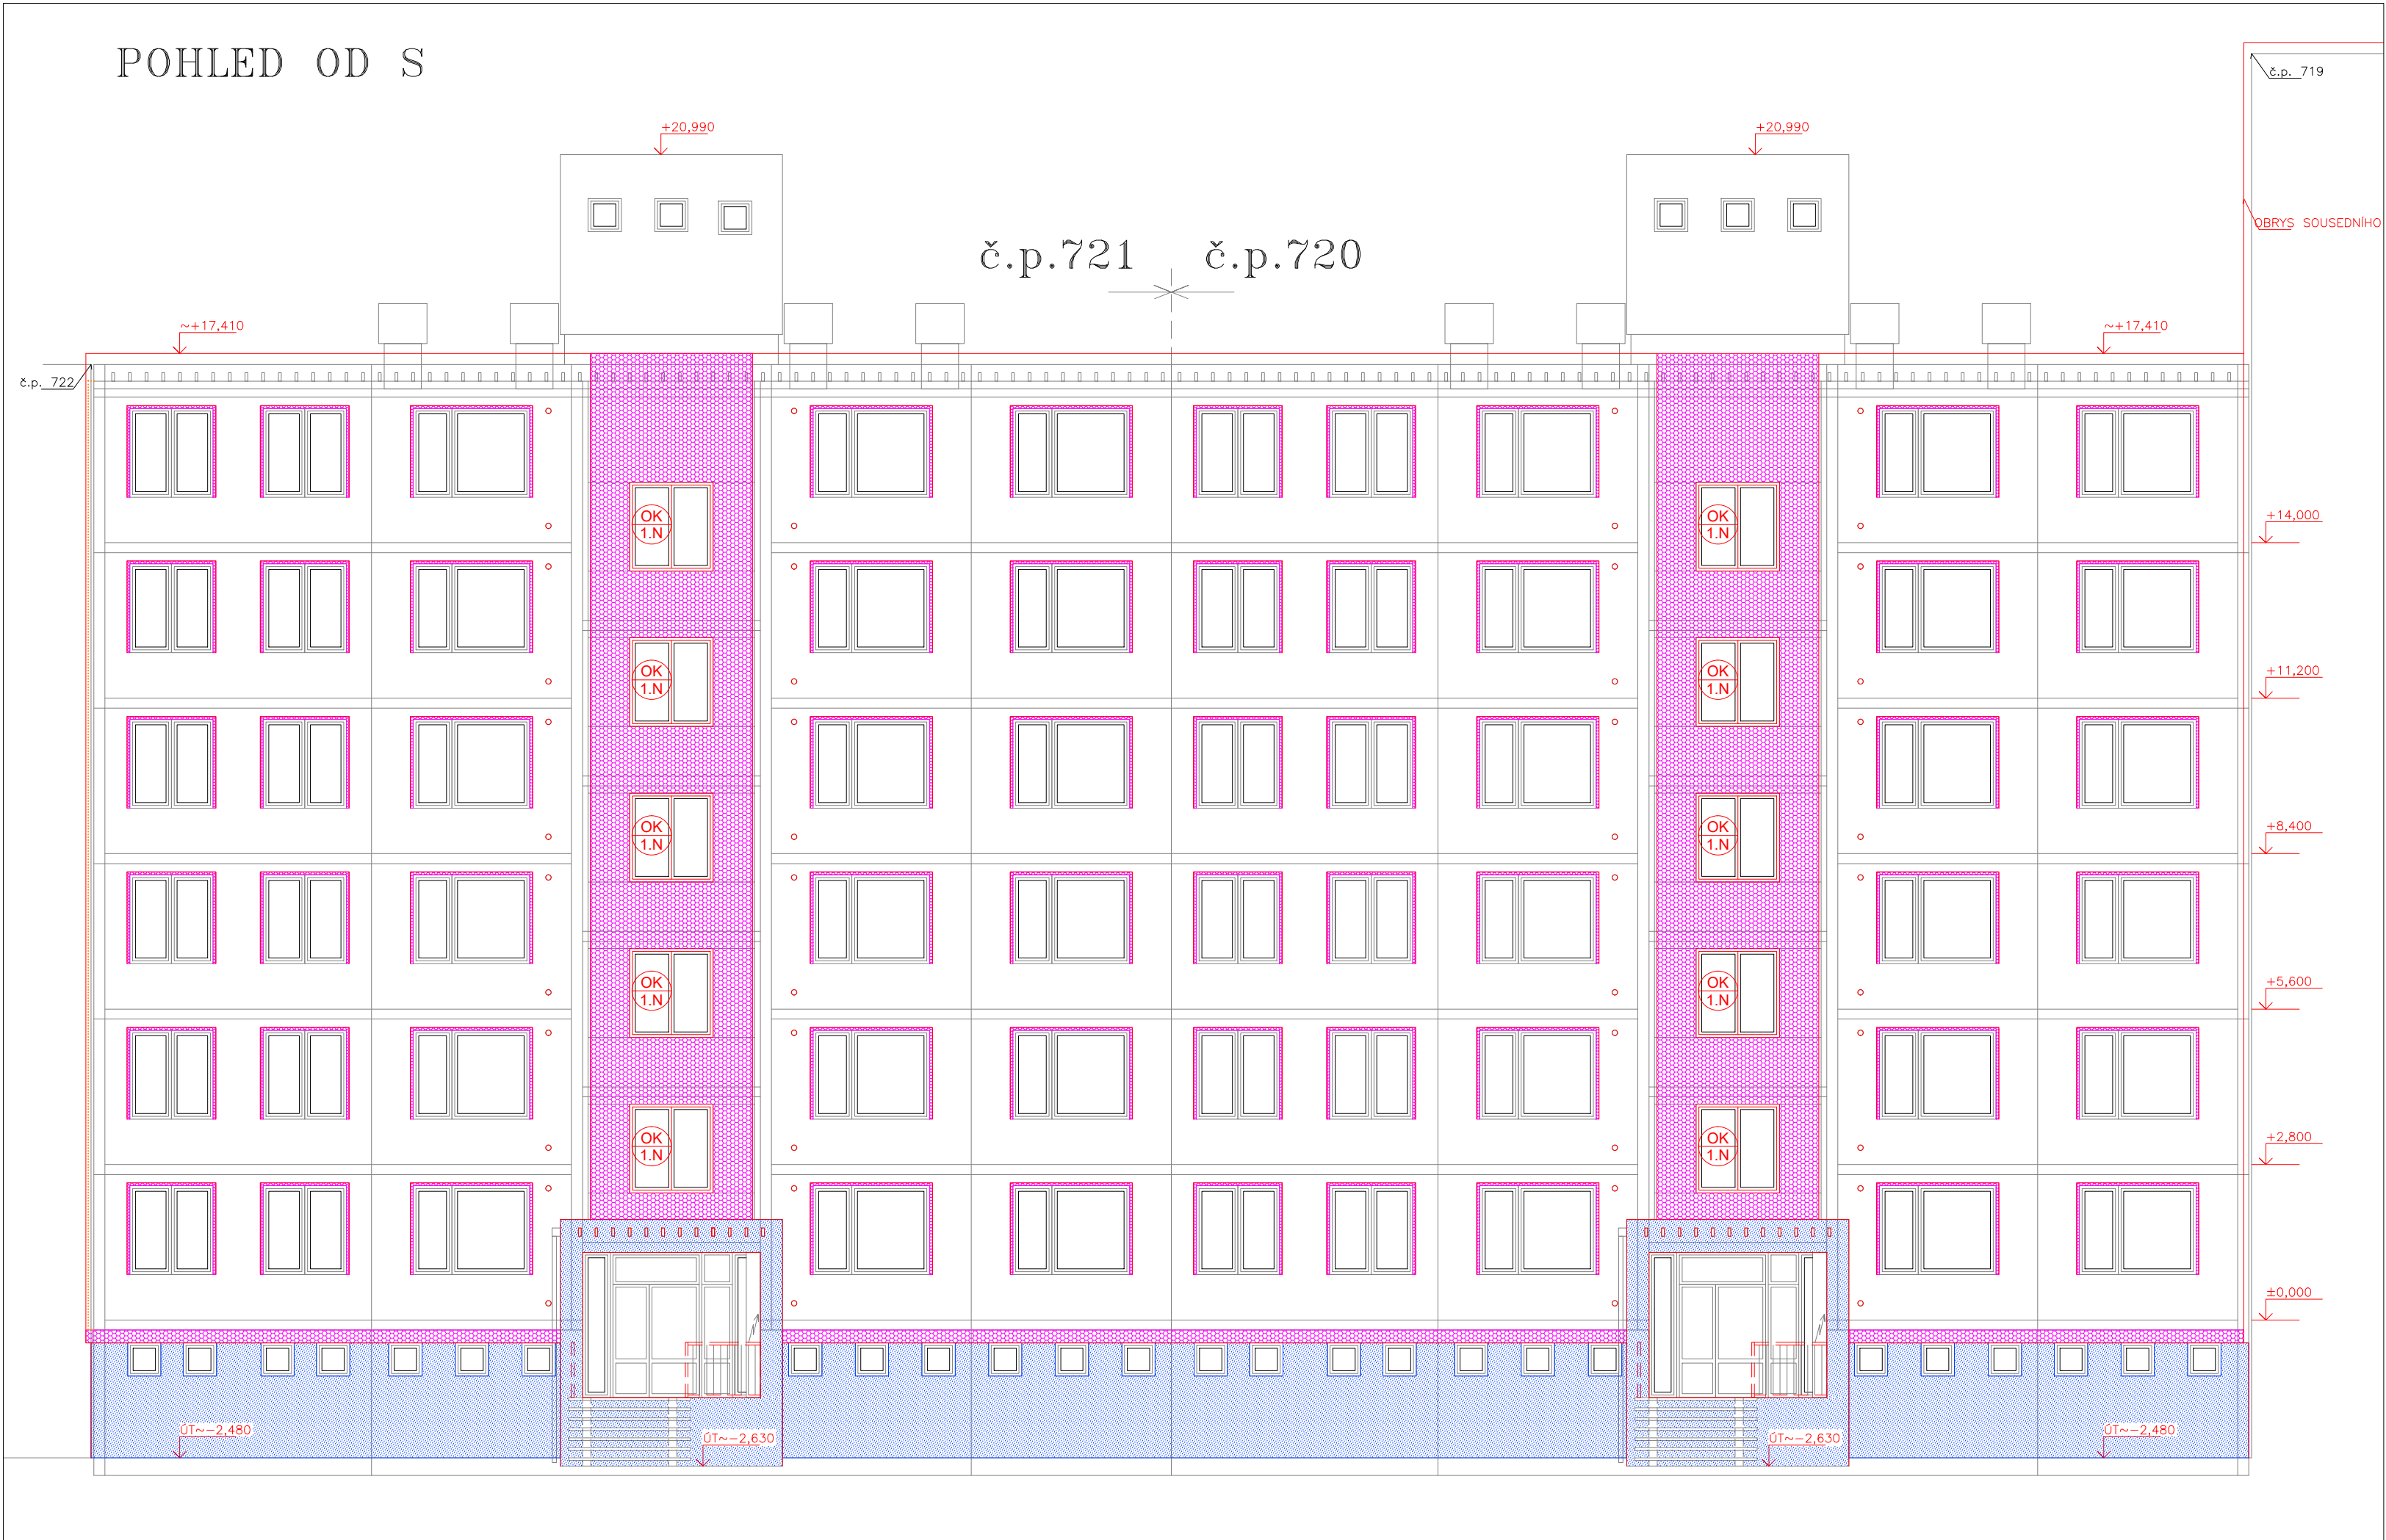 POHLED OD S
č.p. 719
+20,990
+20,990
OBRYS SOUSEDNÍHO
č.p.721
č.p.720
~+17,410
~+17,410
č.p. 722
OK
1.N
OK
1.N
+14,000
OK
1.N
OK
1.N
+11,200
OK
1.N
OK
1.N
+8,400
OK
1.N
OK
1.N
+5,600
OK
1.N
OK
1.N
+2,800
±0,000
ÚT~−2,480
ÚT~−2,630
ÚT~−2,630
ÚT~−2,480